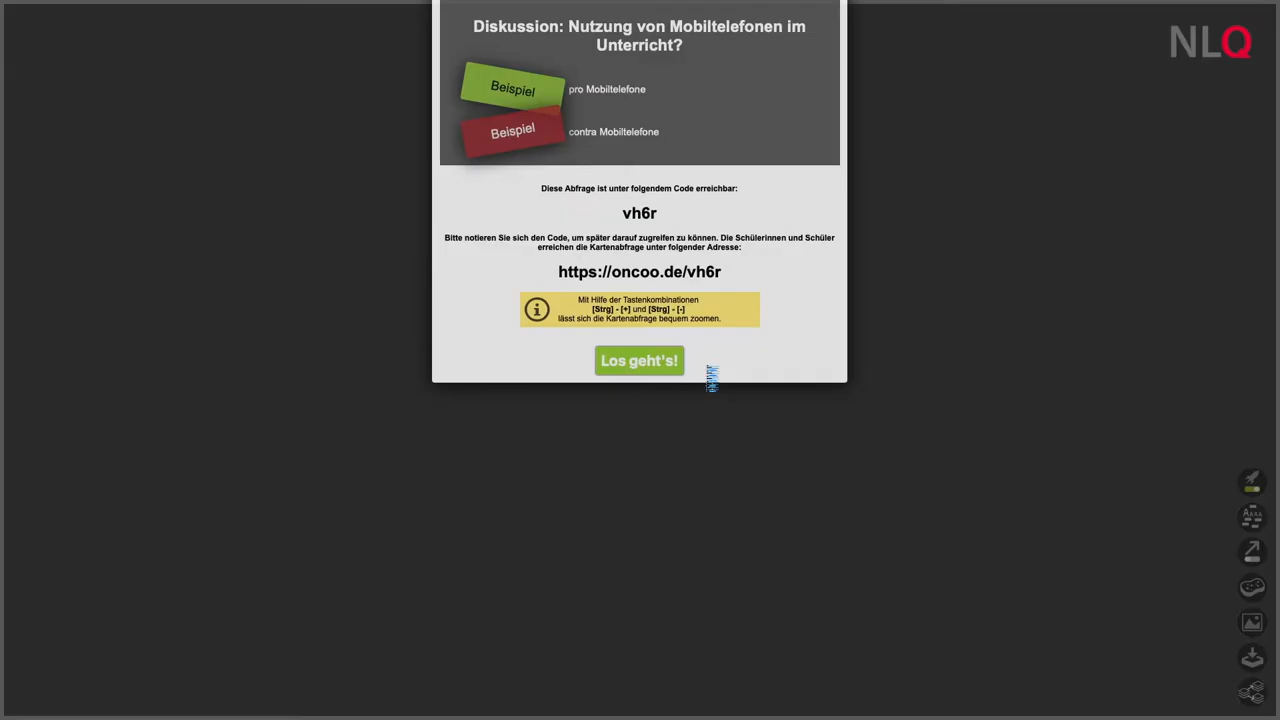 Diskussion: Nutzung von Mobiltelefonen im
Unterricht?
NLQ
Beispiel
pro Mobiltelefone
Beispiel
contra Mobiltelefone
Diese Abfrage ist unter folgendem Code erreichbar:
vh6r
Bitte notieren Sie sich den Code, um später darauf zugreifen zu können. Die Schülerinnen und Schüler
erreichen die Kartenabfrage unter folgender Adresse:
https://oncoo.de/vh6r
Mit Hilfe der Tastenkombinationen
[Strg] - [+] und [Strg] - [-]
lässt sich die Kartenabfrage bequem zoomen.
Los geht's!